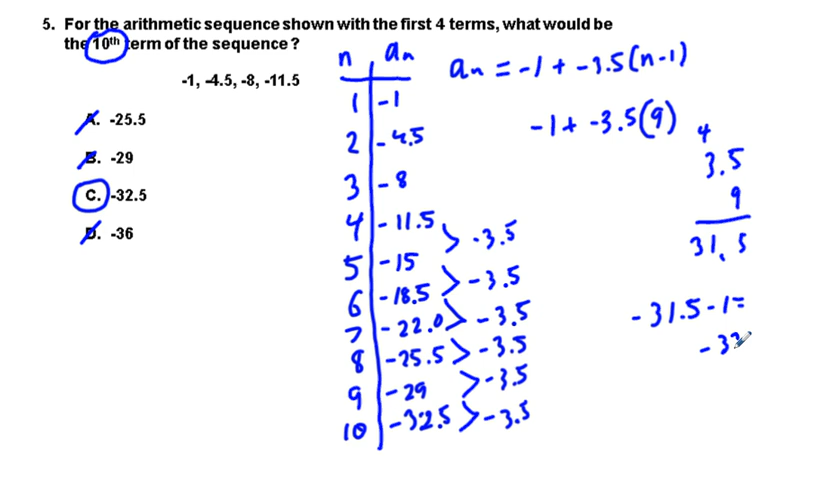 5. For the arithmetic sequence shown with the first 4 terms, what would be
the 10th term of the sequence ?
-1, -4.5, -8, -11.5
A. -25.5
B. -29
C. -32.5
D. -36
n an
1 -1
2 -4.5
3 -8
4 -11.5
> -3.5
5 -15
> -3.5
6 -18.5
> -3.5
7 -22.0
8 -25.5 > -3.5
> -3.5
9 -29
10 -32.5 > -3.5
an = -1 + -3.5(n-1)
-1 + -3.5(9)
4
3.5
9
31.5
-31.5 - 1 =